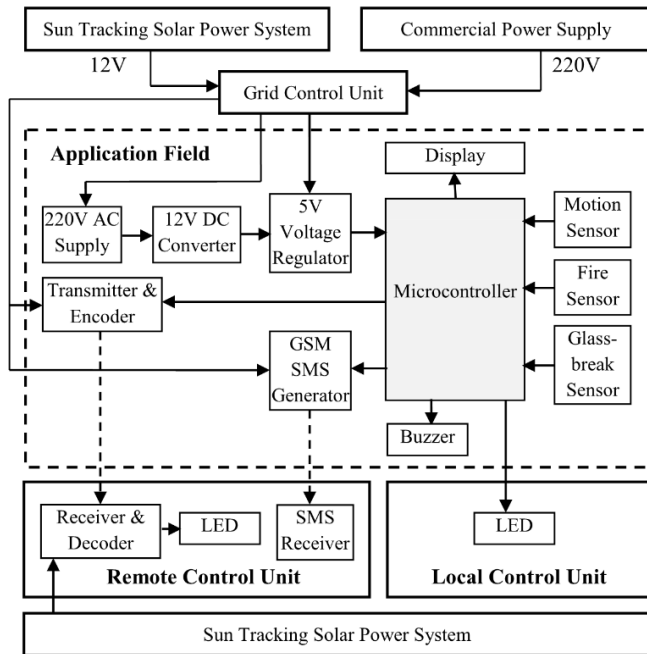 Sun Tracking Solar Power System
Commercial Power Supply
12V
220V
Grid Control Unit
Application Field
Display
220V AC
Supply
12V DC
Converter
5V
Voltage
Regulator
Microcontroller
Motion
Sensor
Fire
Sensor
Glass-
break
Sensor
Transmitter &
Encoder
GSM
SMS
Generator
Buzzer
Receiver &
Decoder
LED
SMS
Receiver
Remote Control Unit
LED
Local Control Unit
Sun Tracking Solar Power System